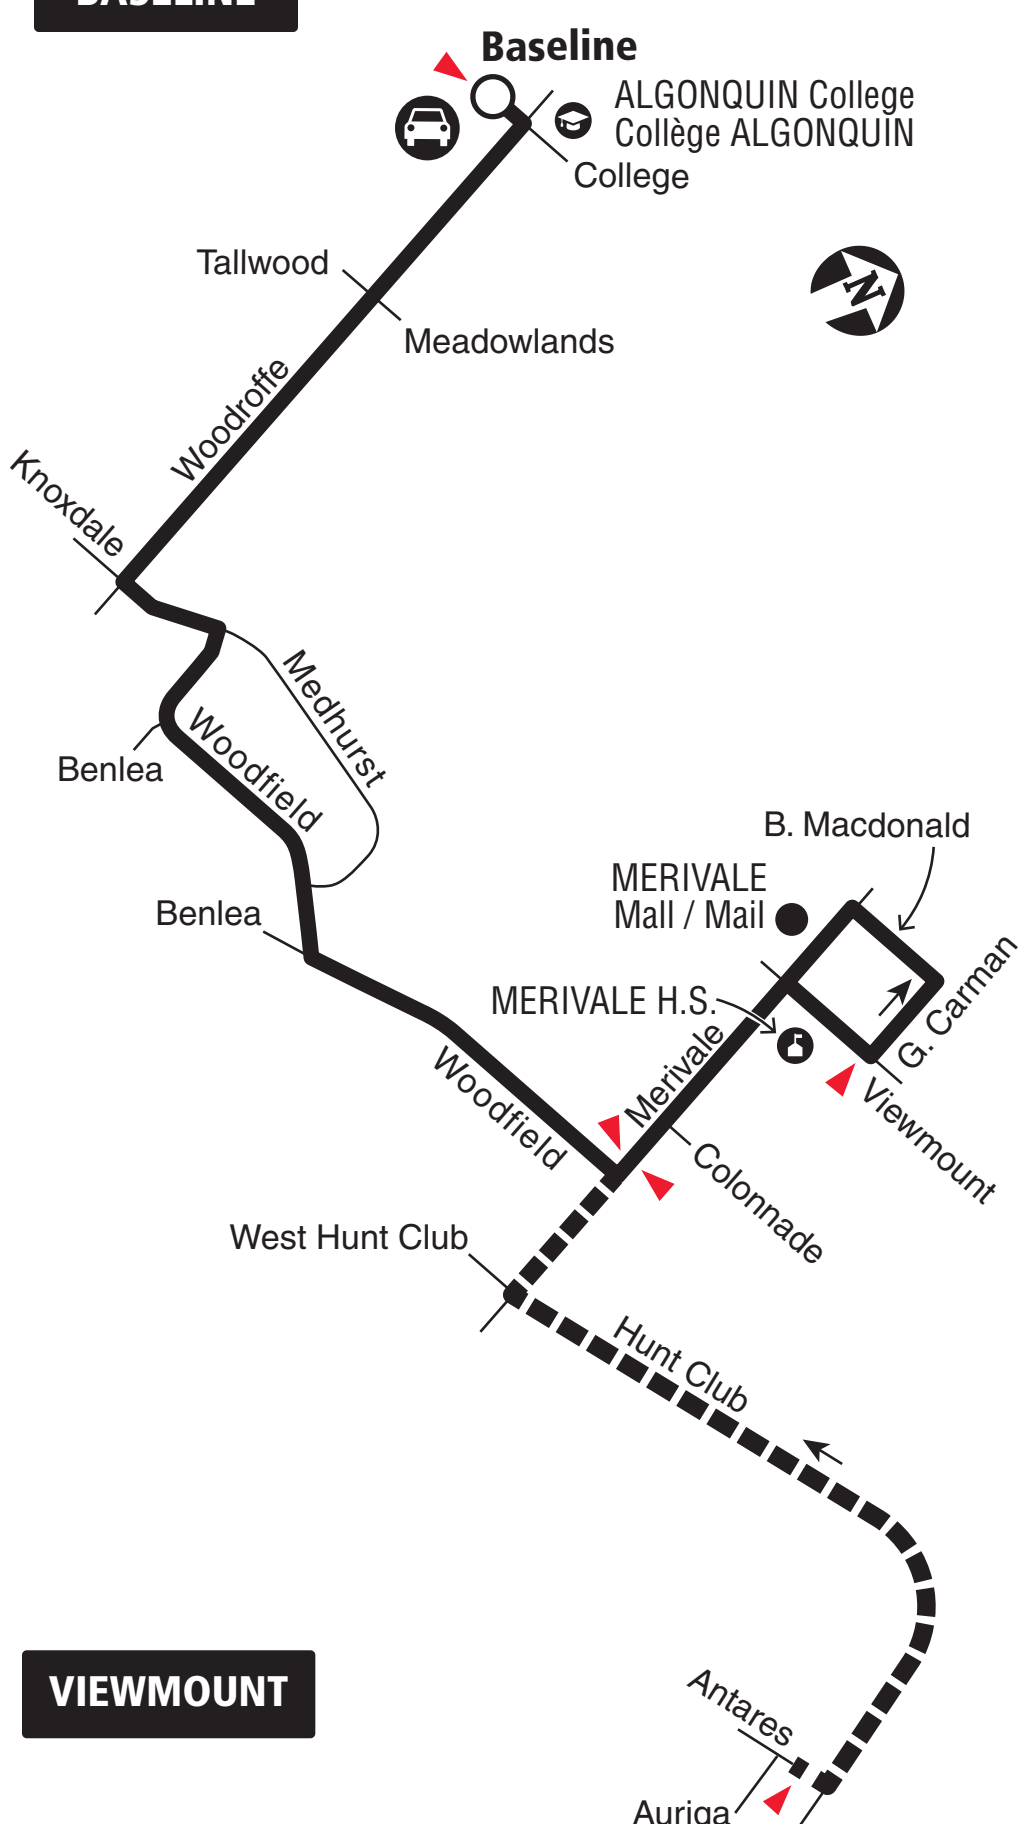 BASELINE
Baseline
ALGONQUIN College
Collège ALGONQUIN
College
Tallwood
Meadowlands
N
Woodroffe
Knoxdale
Medhurst
Woodfield
Benlea
B. Macdonald
MERIVALE
Mall / Mail
Benlea
G. Carman
MERIVALE H.S.
Merivale
Woodfield
Viewmount
Colonnade
West Hunt Club
Hunt Club
VIEWMOUNT
Antares
Auriga